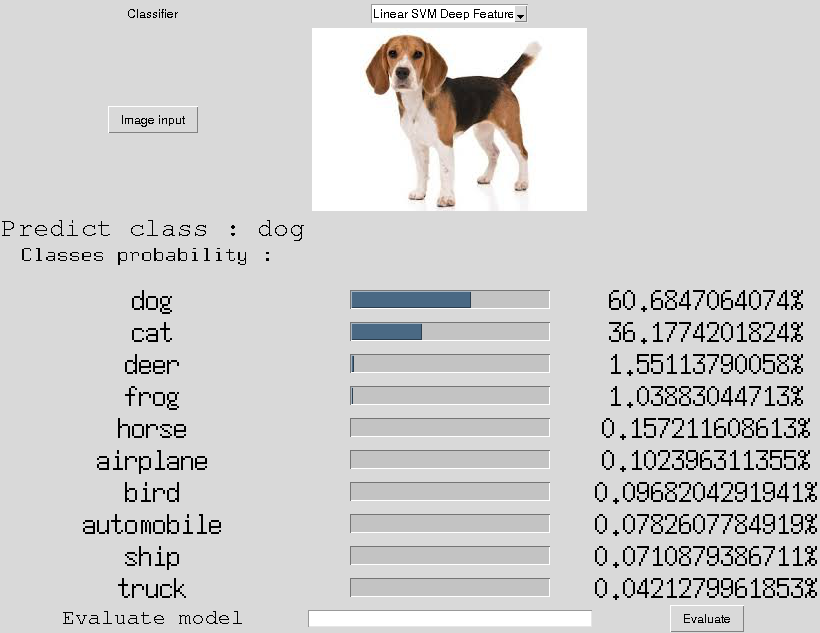 Classifier
Linear SVM Deep Feature
Image input
Predict class : dog
Classes probability :
dog 60.6847064074%
cat 36.1774201824%
deer 1.55113790058%
frog 1.03883044713%
horse 0.157211608613%
airplane 0.102396311355%
bird 0.0968204291941%
automobile 0.0782607784919%
ship 0.0710879386711%
truck 0.0421279961853%
Evaluate model Evaluate